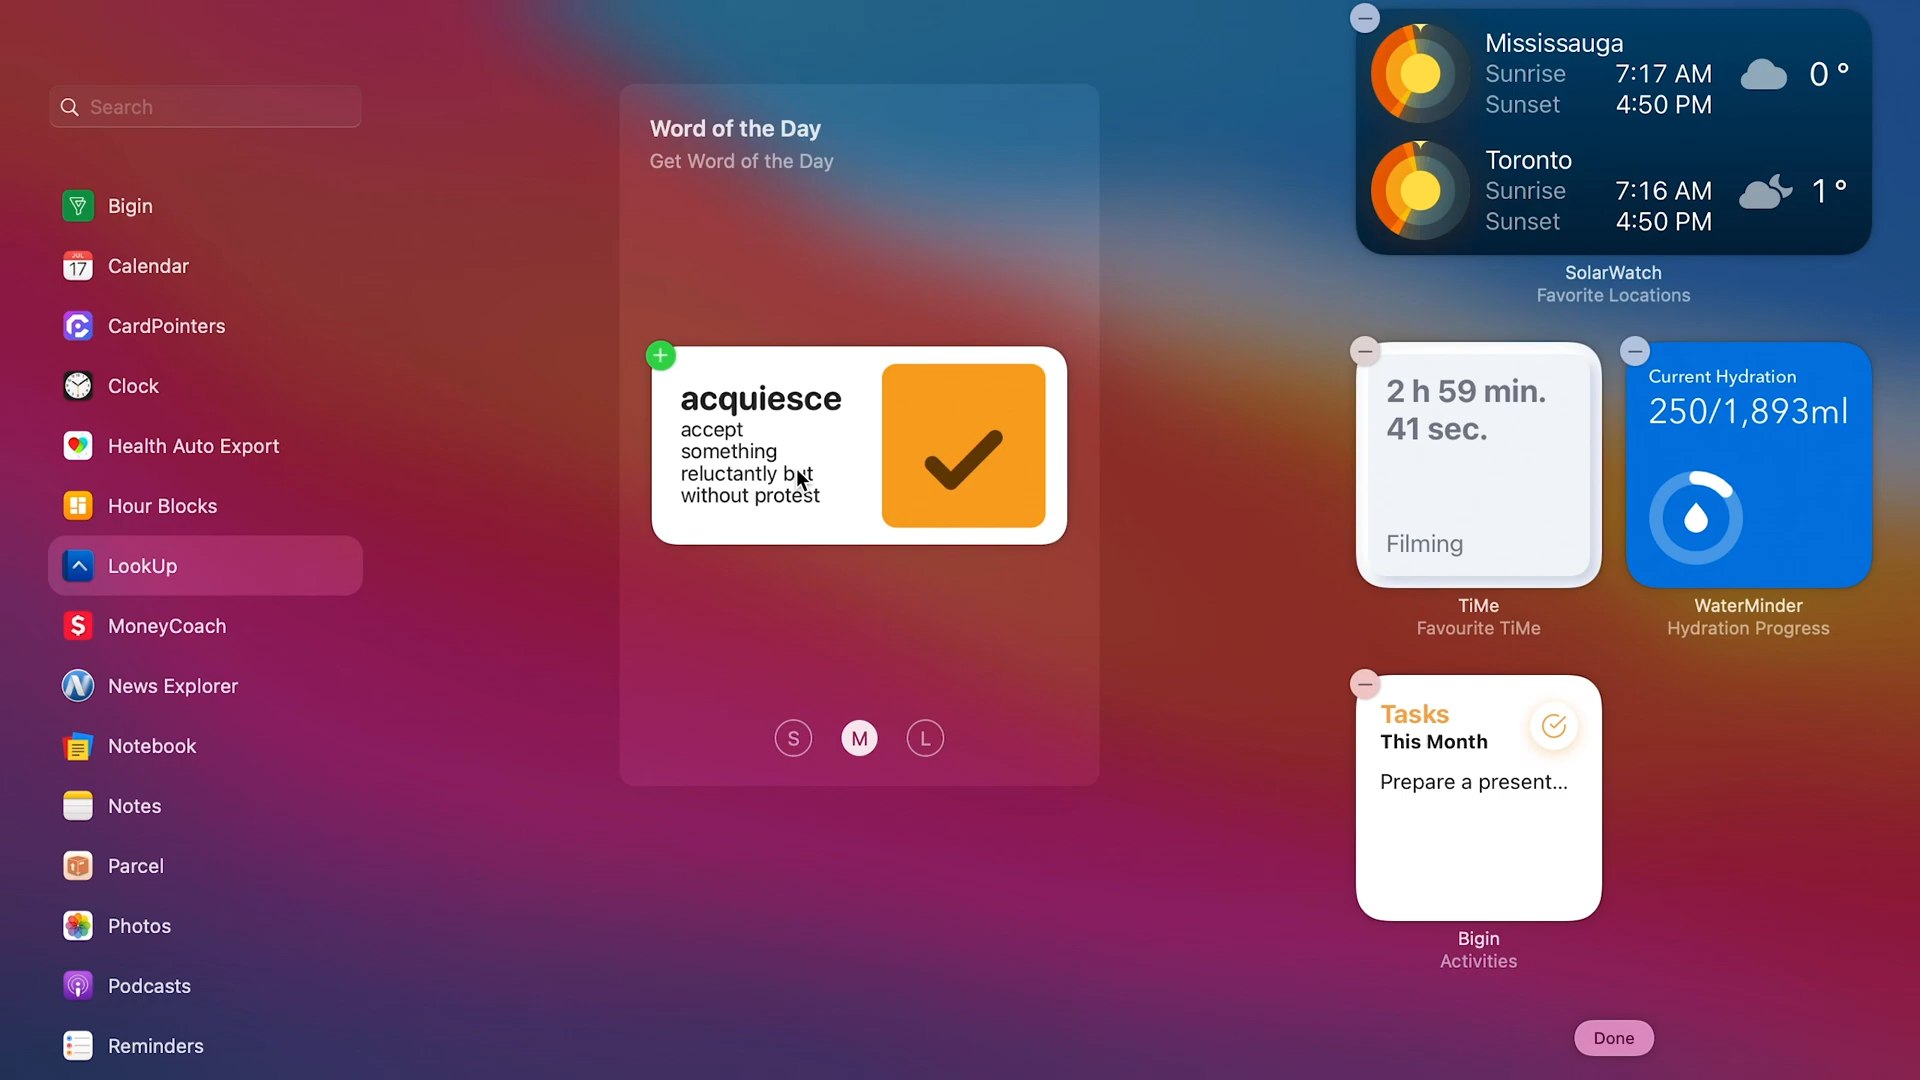 Search
Bigin
JUL
17
Calendar
CardPointers
Clock
Health Auto Export
Hour Blocks
LookUp
MoneyCoach
News Explorer
Notebook
Notes
Parcel
Photos
Podcasts
Reminders
Word of the Day
Get Word of the Day
acquiesce
accept
something
reluctantly but
without protest
S M L
Mississauga
Sunrise 7:17 AM 0°
Sunset 4:50 PM
Toronto
Sunrise 7:16 AM 1°
Sunset 4:50 PM
SolarWatch
Favorite Locations
2 h 59 min.
41 sec.
Filming
TiMe
Favourite TiMe
Current Hydration
250/1,893ml
WaterMinder
Hydration Progress
Tasks
This Month
Prepare a present...
Bigin
Activities
Done